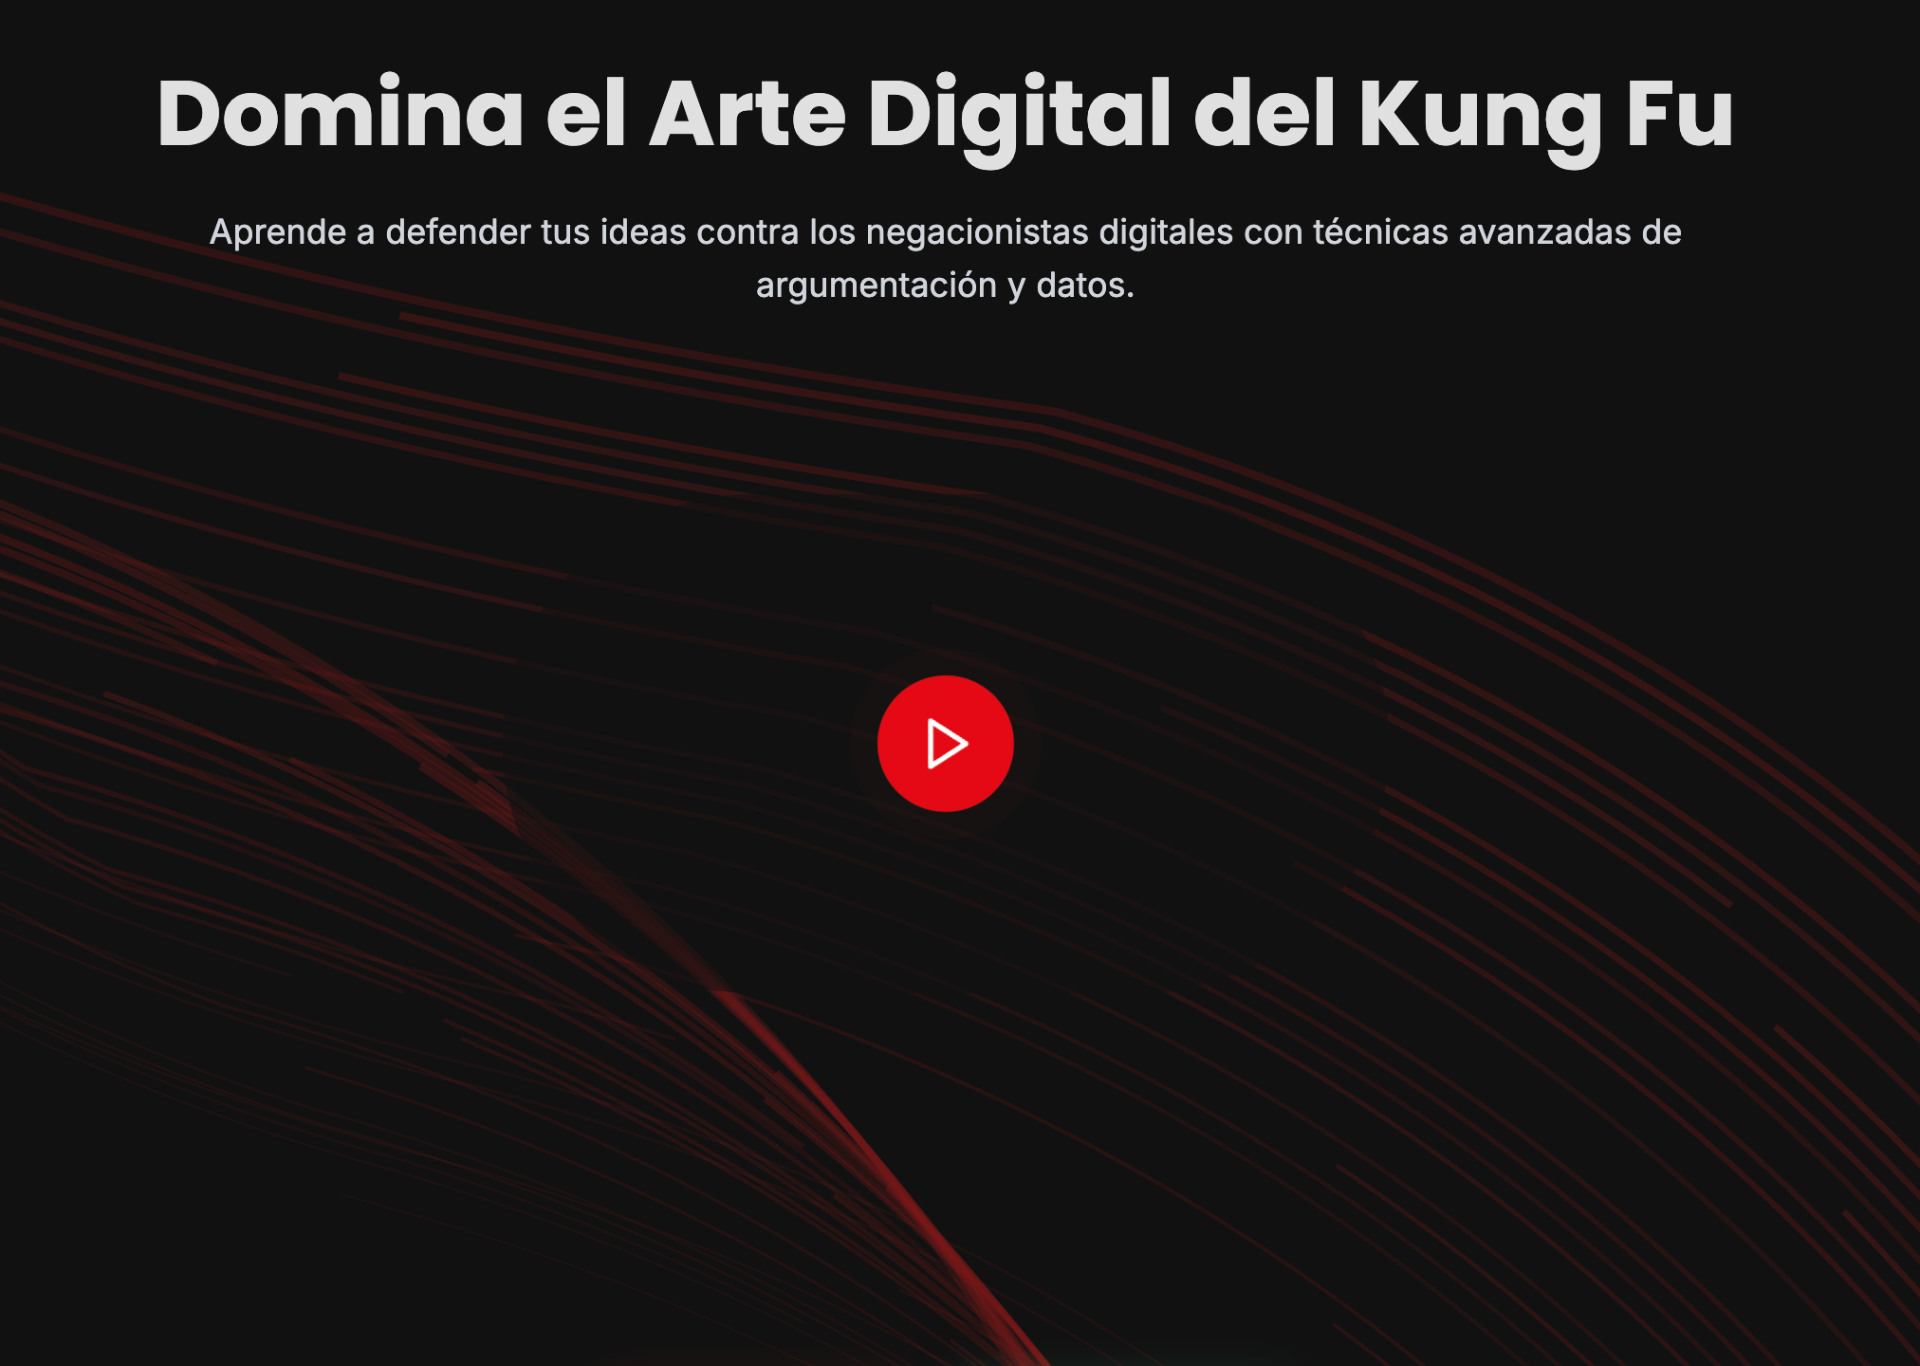 Domina el Arte Digital del Kung Fu
Aprende a defender tus ideas contra los negacionistas digitales con técnicas avanzadas de
argumentación y datos.